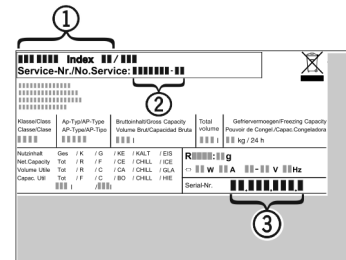 1
Index /
Service-Nr./No.Service: -
2
Klasse/Class Ap-Typ/AP-Type Bruttoinhalt/Gross Capacity Total Gefriervermoegen/Freezing Capacity
Classer/Clese AP-Type/AP-Tipo Volume Brut/Capacidad Bruta volume Pouvoir de Congel./Capac.Congeladora
l l kg / 24 h
Nutzinhalt Ges / K / G / KE / KALT / EIS
Net.Capacity Tot / R / F / CE / CHILL / ICE
Volume Utile Tot / R / C / CA / CHILL / GLA
Capac. Util Tot / F / C / BO / CHILL / HIE
l / l
R : g
W A - V Hz
Serial-Nr. . . .
3